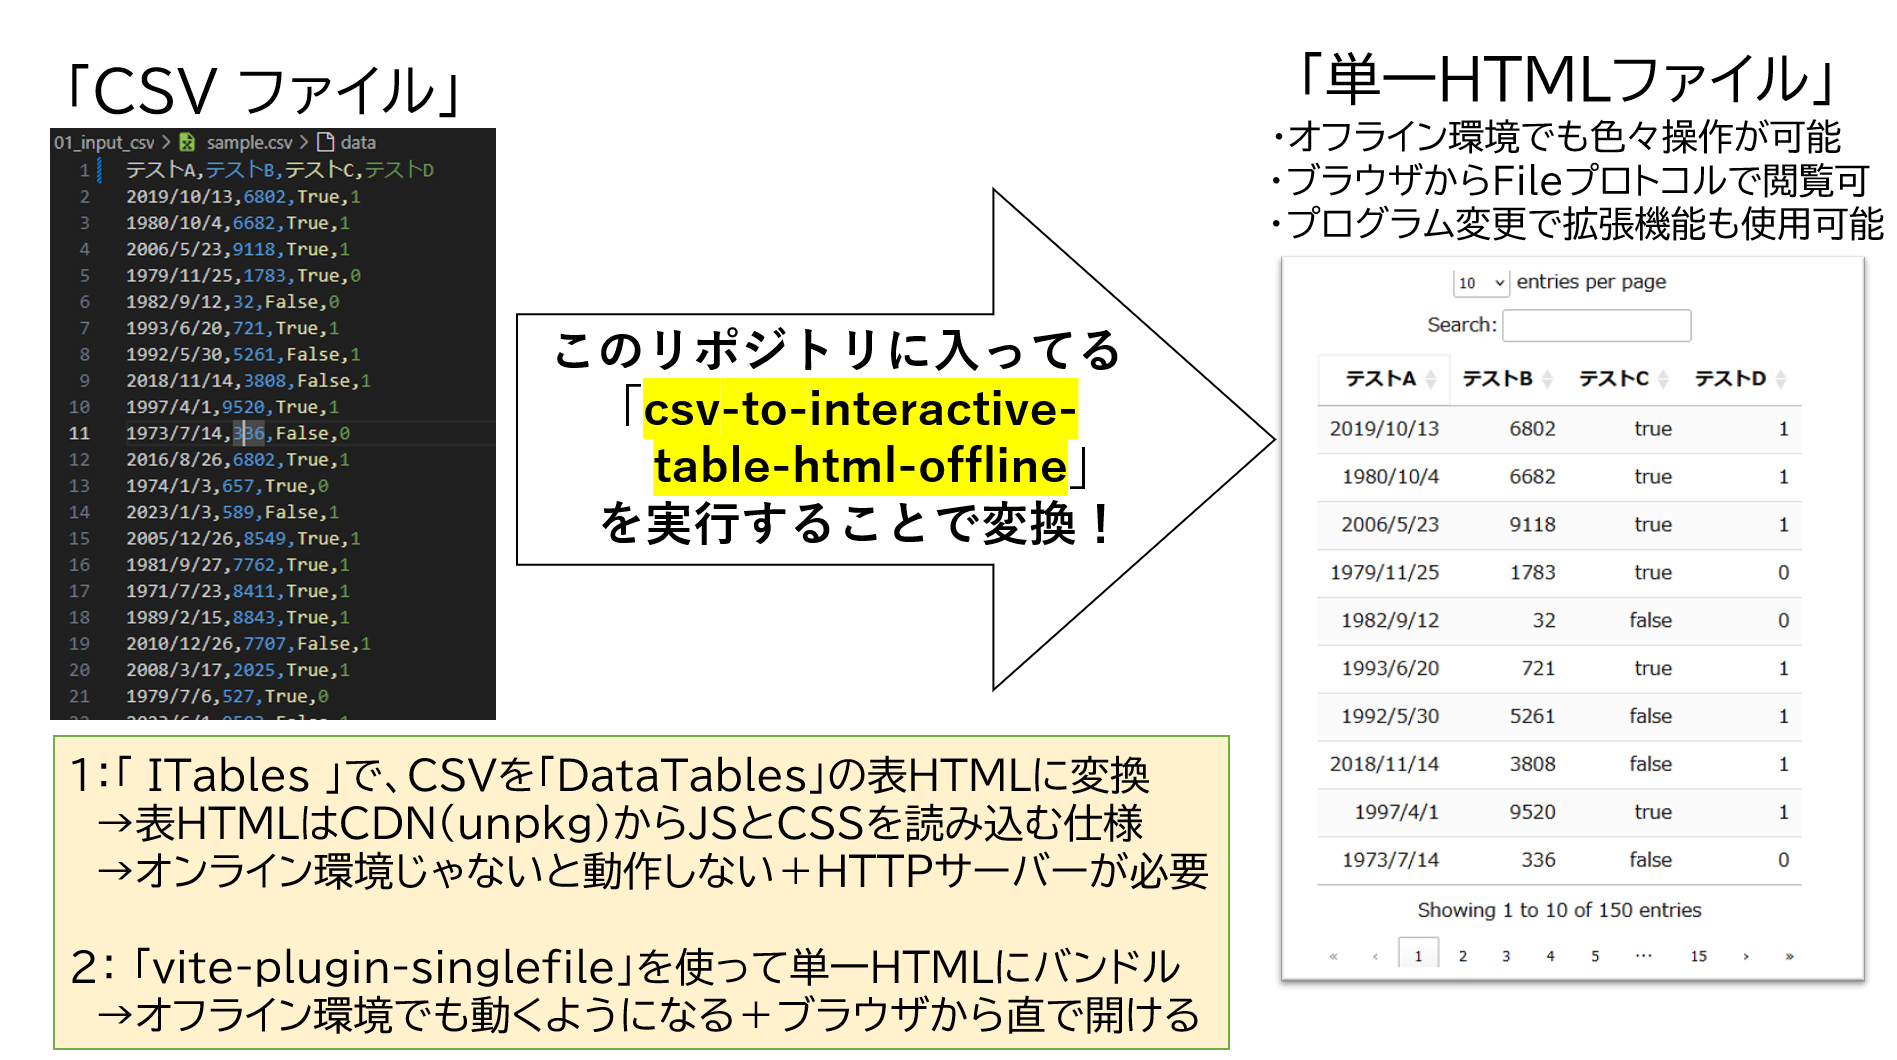 「CSV ファイル」
01_input_csv > sample.csv > data
1 テストA,テストB,テストC,テストD
2 2019/10/13,6802,True,1
3 1980/10/4,6682,True,1
4 2006/5/23,9118,True,1
5 1979/11/25,1783,True,0
6 1982/9/12,32,False,0
7 1993/6/20,721,True,1
8 1992/5/30,5261,False,1
9 2018/11/14,3808,False,1
10 1997/4/1,9520,True,1
11 1973/7/14,336,False,0
12 2016/8/26,6802,True,1
13 1974/1/3,657,True,0
14 2023/1/3,589,False,1
15 2005/12/26,8549,True,1
16 1981/9/27,7762,True,1
17 1971/7/23,8411,True,1
18 1989/2/15,8843,True,1
19 2010/12/26,7707,False,1
20 2008/3/17,2025,True,1
21 1979/7/6,527,True,0
このリポジトリに入ってる
「csv-to-interactive-
table-html-offline」
を実行することで変換！
「単一HTMLファイル」
・オフライン環境でも色々操作が可能
・ブラウザからFileプロトコルで閲覧可
・プログラム変更で拡張機能も使用可能
10 entries per page
Search:
テストA テストB テストC テストD
2019/10/13 6802 true 1
1980/10/4 6682 true 1
2006/5/23 9118 true 1
1979/11/25 1783 true 0
1982/9/12 32 false 0
1993/6/20 721 true 1
1992/5/30 5261 false 1
2018/11/14 3808 false 1
1997/4/1 9520 true 1
1973/7/14 336 false 0
Showing 1 to 10 of 150 entries
« ‹ 1 2 3 4 5 … 15 › »
1：「 ITables 」で、CSVを「DataTables」の表HTMLに変換
→表HTMLはCDN（unpkg）からJSとCSSを読み込む仕様
→オンライン環境じゃないと動作しない＋HTTPサーバーが必要
2：「vite-plugin-singlefile」を使って単一HTMLにバンドル
→オフライン環境でも動くようになる＋ブラウザから直で開ける